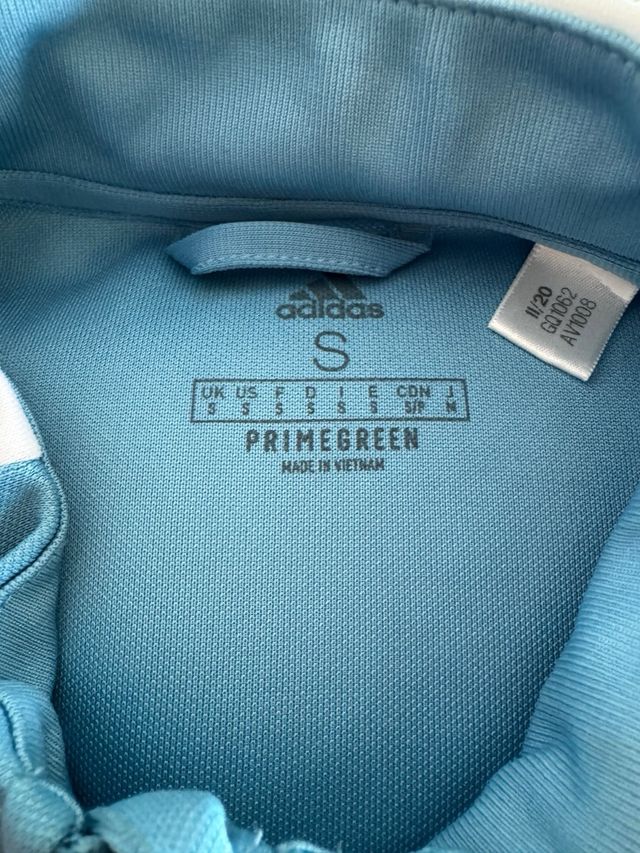 adidas
S
UK US F D I E CDN J
S S S S S S S/P M
PRIMEGREEN
MADE IN VIETNAM
11/20
GQ1062
AV1008